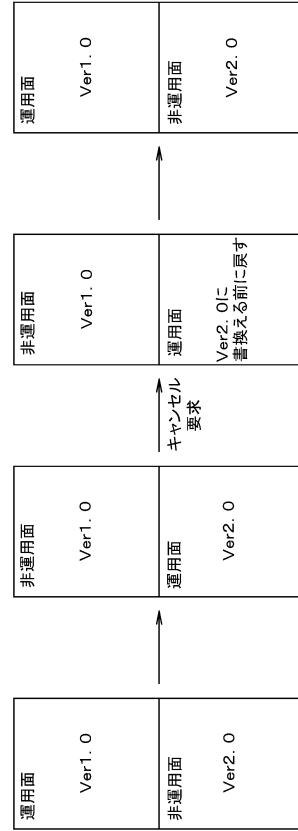 運用面
Ver1. 0
非運用面
Ver2. 0
非運用面
Ver1. 0
運用面
Ver2. 0
キャンセル
要求
非運用面
Ver1. 0
運用面
Ver2. 0に
書換える前に戻す
運用面
Ver1. 0
非運用面
Ver2. 0